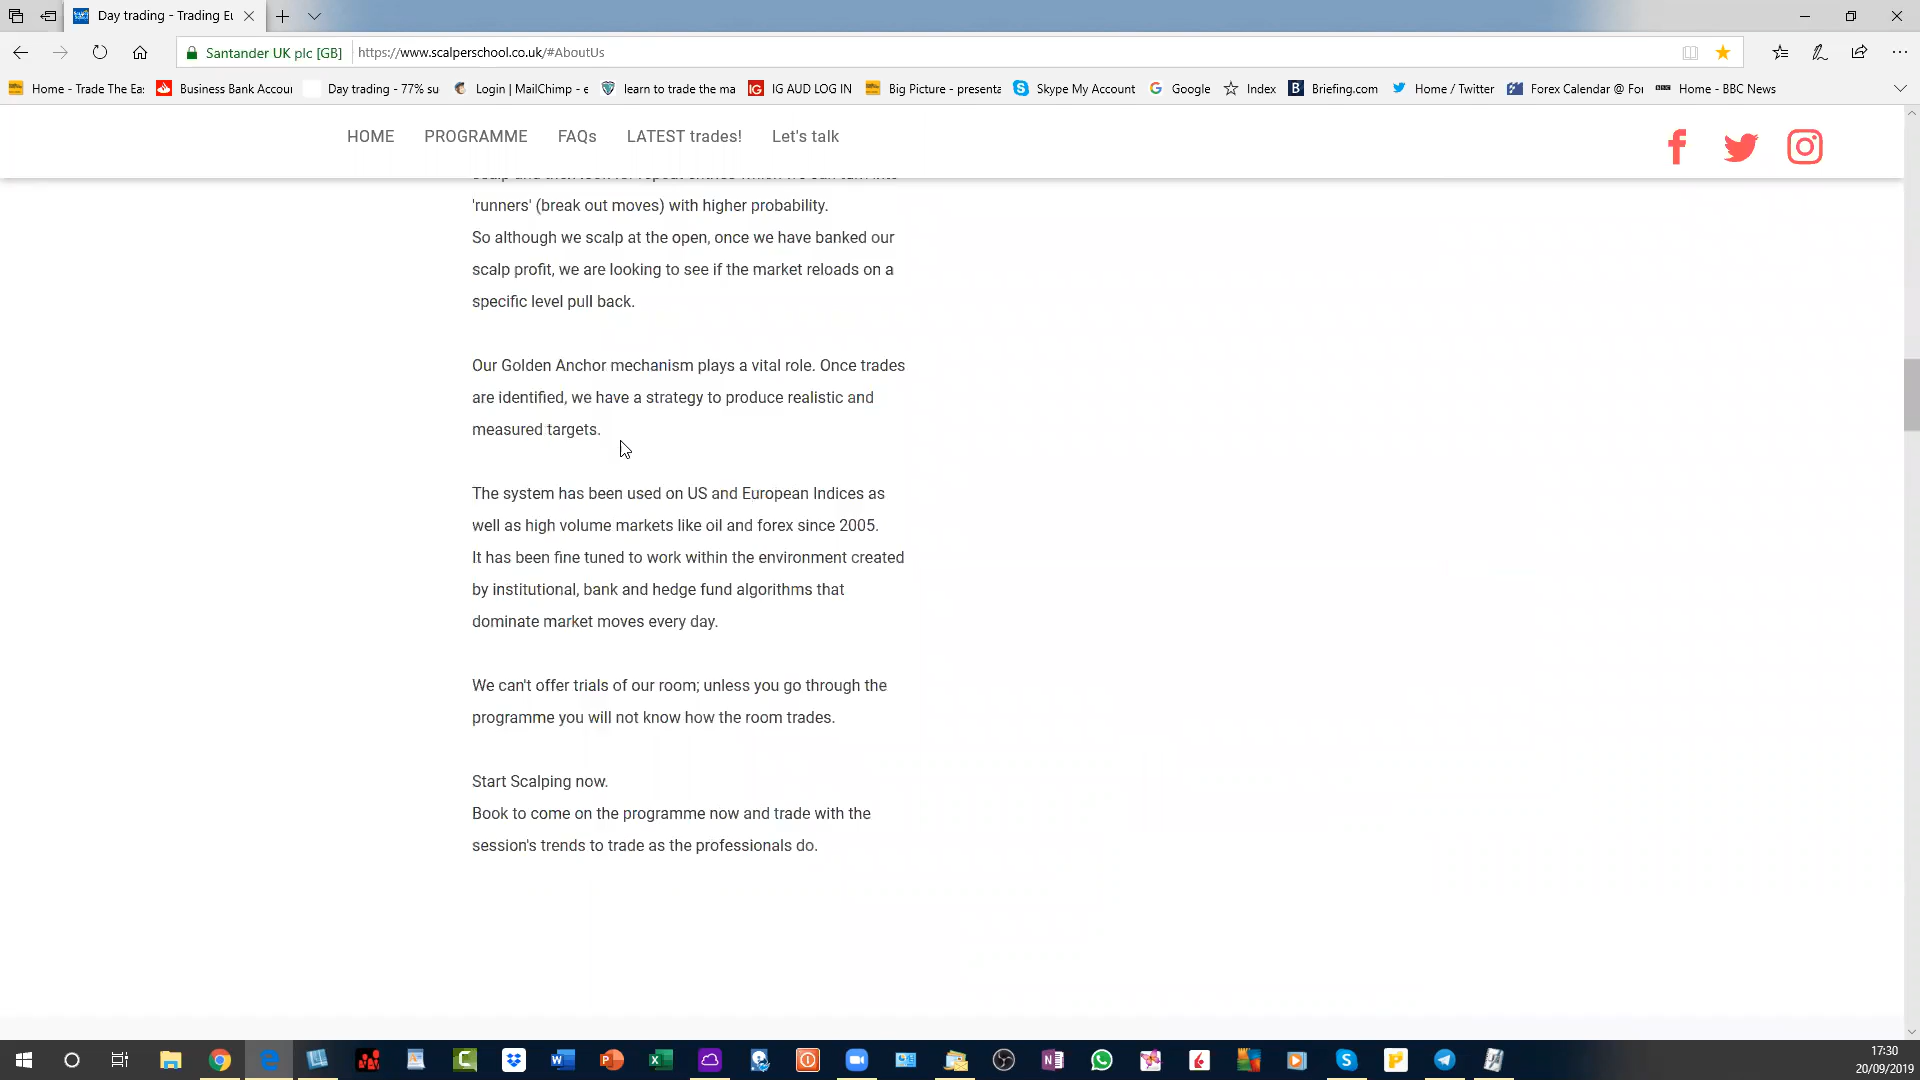 Day trading - Trading Eu
Santander UK plc [GB] https://www.scalperschool.co.uk/#AboutUs
Home - Trade The Eas Business Bank Accou Day trading - 77% su Login | MailChimp - e learn to trade the ma IG AUD LOG IN Big Picture - presenta Skype My Account Google Index Briefing.com Home / Twitter Forex Calendar @ For Home - BBC News
HOME PROGRAMME FAQs LATEST trades! Let's talk
'runners' (break out moves) with higher probability.
So although we scalp at the open, once we have banked our
scalp profit, we are looking to see if the market reloads on a
specific level pull back.
Our Golden Anchor mechanism plays a vital role. Once trades
are identified, we have a strategy to produce realistic and
measured targets.
The system has been used on US and European Indices as
well as high volume markets like oil and forex since 2005.
It has been fine tuned to work within the environment created
by institutional, bank and hedge fund algorithms that
dominate market moves every day.
We can't offer trials of our room; unless you go through the
programme you will not know how the room trades.
Start Scalping now.
Book to come on the programme now and trade with the
session's trends to trade as the professionals do.
17:30
20/09/2019